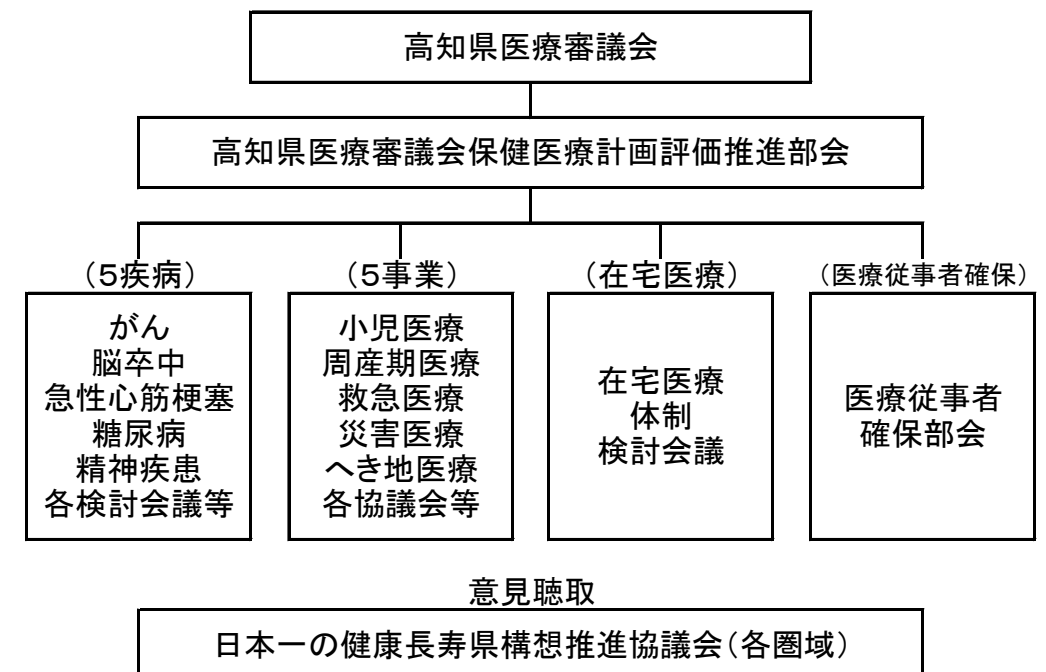 高知県医療審議会
高知県医療審議会保健医療計画評価推進部会
（5疾病）
がん
脳卒中
急性心筋梗塞
糖尿病
精神疾患
各検討会議等
（5事業）
小児医療
周産期医療
救急医療
災害医療
へき地医療
各協議会等
（在宅医療）
在宅医療
体制
検討会議
（医療従事者確保）
医療従事者
確保部会
意見聴取
日本一の健康長寿県構想推進協議会（各圏域）